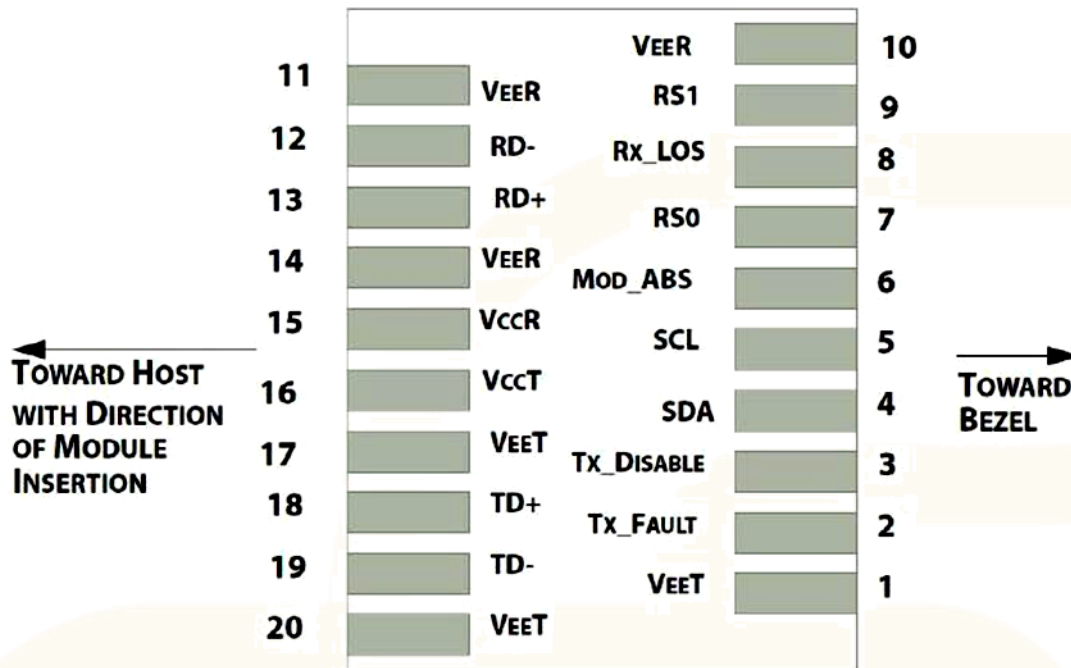 11 VEER
12 RD-
13 RD+
14 VEER
15 VCCR
16 VCCT
17 VEET
18 TD+
19 TD-
20 VEET
VEER 10
RS1 9
RX_LOS 8
RS0 7
MOD_ABS 6
SCL 5
SDA 4
TX_DISABLE 3
TX_FAULT 2
VEET 1
TOWARD HOST
WITH DIRECTION
OF MODULE
INSERTION
TOWARD
BEZEL